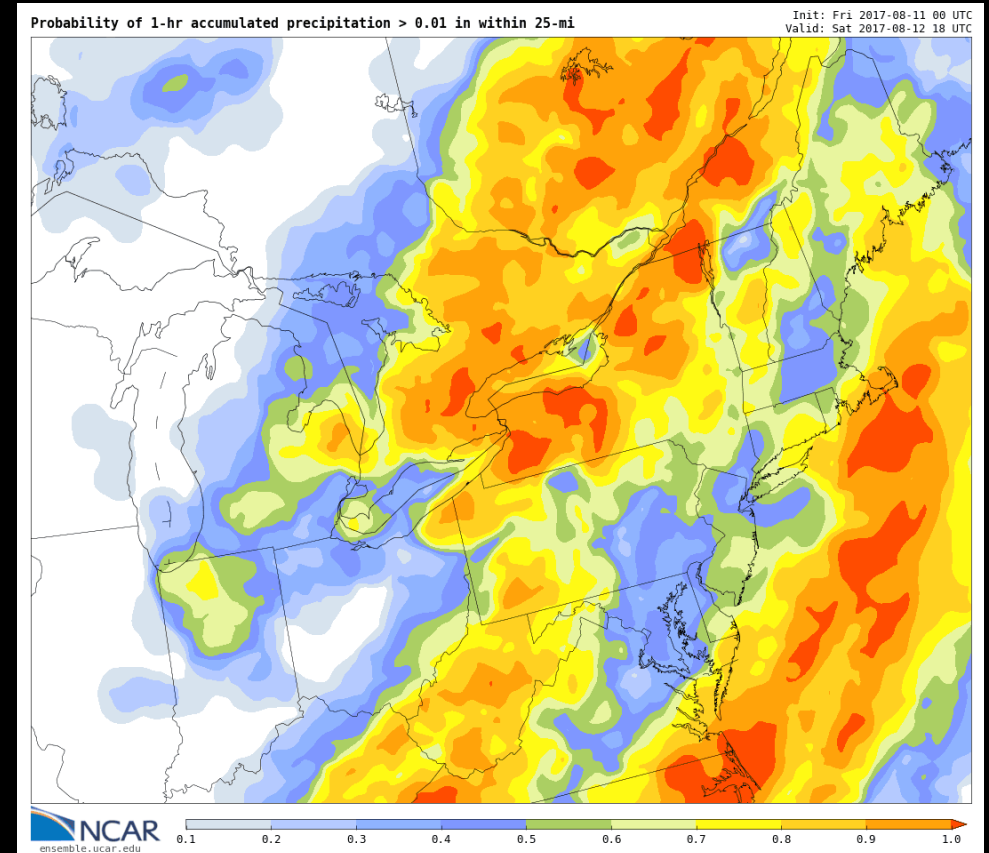 Probability of 1-hr accumulated precipitation > 0.01 in within 25-mi
Init: Fri 2017-08-11 00 UTC
Valid: Sat 2017-08-12 18 UTC
NCAR
ensemble.ucar.edu
0.1 0.2 0.3 0.4 0.5 0.6 0.7 0.8 0.9 1.0